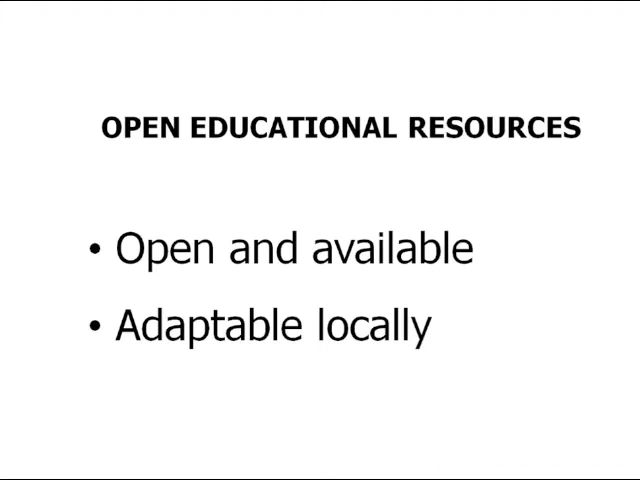 OPEN EDUCATIONAL RESOURCES
• Open and available
• Adaptable locally